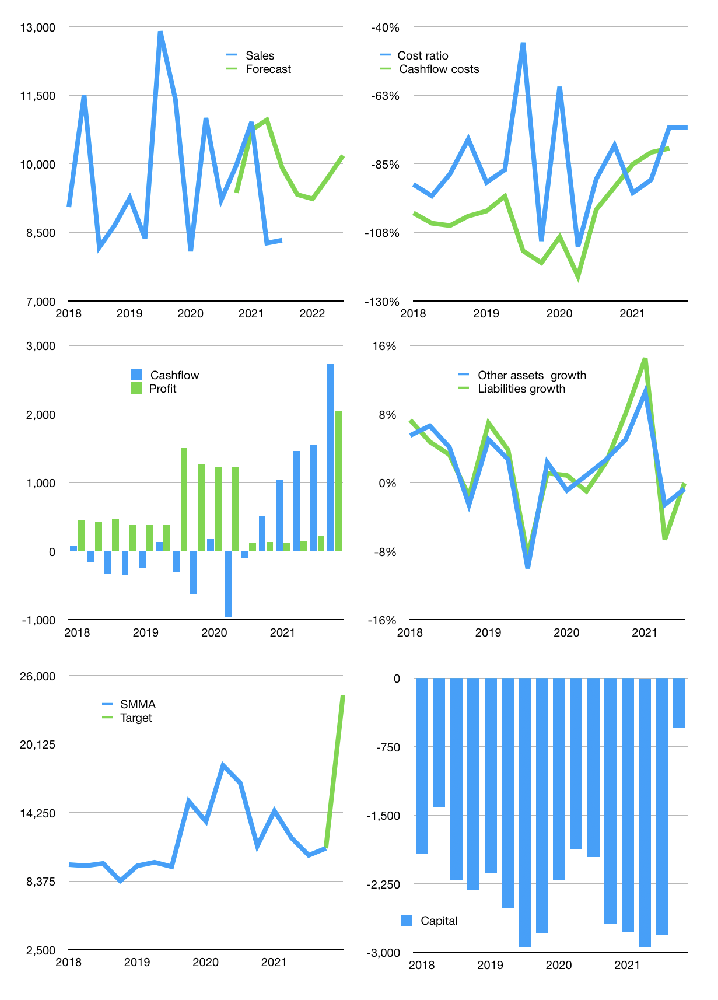 13,000
11,500
10,000
8,500
7,000
Sales
Forecast
2018 2019 2020 2021 2022
-40%
-63%
-85%
-108%
-130%
Cost ratio
Cashflow costs
2018 2019 2020 2021
3,000
2,000
1,000
0
-1,000
Cashflow
Profit
2018 2019 2020 2021
16%
8%
0%
-8%
-16%
Other assets  growth
Liabilities growth
2018 2019 2020 2021
26,000
20,125
14,250
8,375
2,500
SMMA
Target
2018 2019 2020 2021
0
-750
-1,500
-2,250
-3,000
Capital
2018 2019 2020 2021